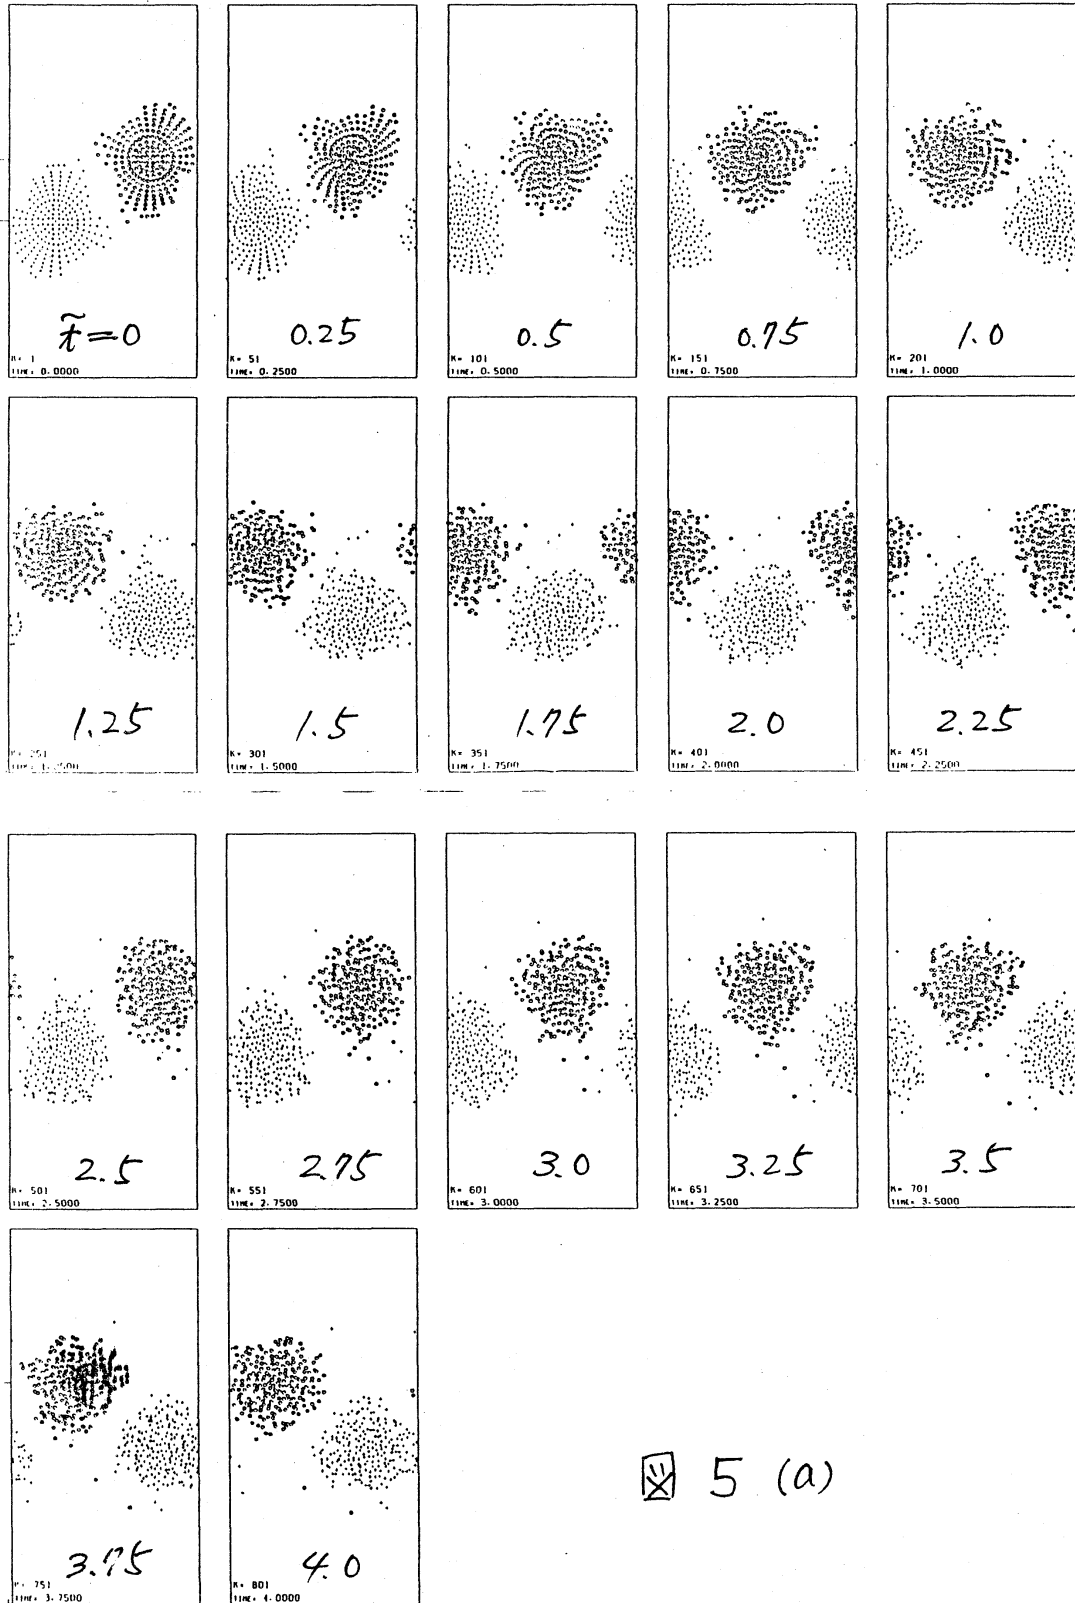 t̃=0
K= 1
TIME= 0.0000
0.25
K= 51
TIME= 0.2500
0.5
K= 101
TIME= 0.5000
0.75
K= 151
TIME= 0.7500
1.0
K= 201
TIME= 1.0000
1.25
K= 251
TIME= 1.2500
1.5
K= 301
TIME= 1.5000
1.75
K= 351
TIME= 1.7500
2.0
K= 401
TIME= 2.0000
2.25
K= 451
TIME= 2.2500
2.5
K= 501
TIME= 2.5000
2.75
K= 551
TIME= 2.7500
3.0
K= 601
TIME= 3.0000
3.25
K= 651
TIME= 3.2500
3.5
K= 701
TIME= 3.5000
3.75
K= 751
TIME= 3.7500
4.0
K= 801
TIME= 4.0000
図 5 (a)